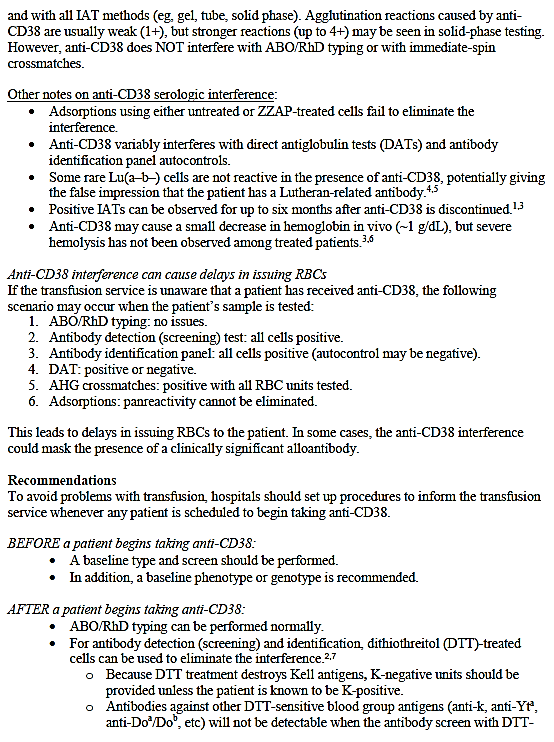 and with all IAT methods (eg, gel, tube, solid phase). Agglutination reactions caused by anti-
CD38 are usually weak (1+), but stronger reactions (up to 4+) may be seen in solid-phase testing.
However, anti-CD38 does NOT interfere with ABO/RhD typing or with immediate-spin
crossmatches.
Other notes on anti-CD38 serologic interference:
• Adsorptions using either untreated or ZZAP-treated cells fail to eliminate the
interference.
• Anti-CD38 variably interferes with direct antiglobulin tests (DATs) and antibody
identification panel autocontrols.
• Some rare Lu(a–b–) cells are not reactive in the presence of anti-CD38, potentially giving
the false impression that the patient has a Lutheran-related antibody.4,5
• Positive IATs can be observed for up to six months after anti-CD38 is discontinued.1,3
• Anti-CD38 may cause a small decrease in hemoglobin in vivo (~1 g/dL), but severe
hemolysis has not been observed among treated patients.3,6
Anti-CD38 interference can cause delays in issuing RBCs
If the transfusion service is unaware that a patient has received anti-CD38, the following
scenario may occur when the patient's sample is tested:
1. ABO/RhD typing: no issues.
2. Antibody detection (screening) test: all cells positive.
3. Antibody identification panel: all cells positive (autocontrol may be negative).
4. DAT: positive or negative.
5. AHG crossmatches: positive with all RBC units tested.
6. Adsorptions: panreactivity cannot be eliminated.
This leads to delays in issuing RBCs to the patient. In some cases, the anti-CD38 interference
could mask the presence of a clinically significant alloantibody.
Recommendations
To avoid problems with transfusion, hospitals should set up procedures to inform the transfusion
service whenever any patient is scheduled to begin taking anti-CD38.
BEFORE a patient begins taking anti-CD38:
• A baseline type and screen should be performed.
• In addition, a baseline phenotype or genotype is recommended.
AFTER a patient begins taking anti-CD38:
• ABO/RhD typing can be performed normally.
• For antibody detection (screening) and identification, dithiothreitol (DTT)-treated
cells can be used to eliminate the interference.2,7
o Because DTT treatment destroys Kell antigens, K-negative units should be
provided unless the patient is known to be K-positive.
o Antibodies against other DTT-sensitive blood group antigens (anti-k, anti-Ytª,
anti-Doª/Doᵇ, etc) will not be detectable when the antibody screen with DTT-